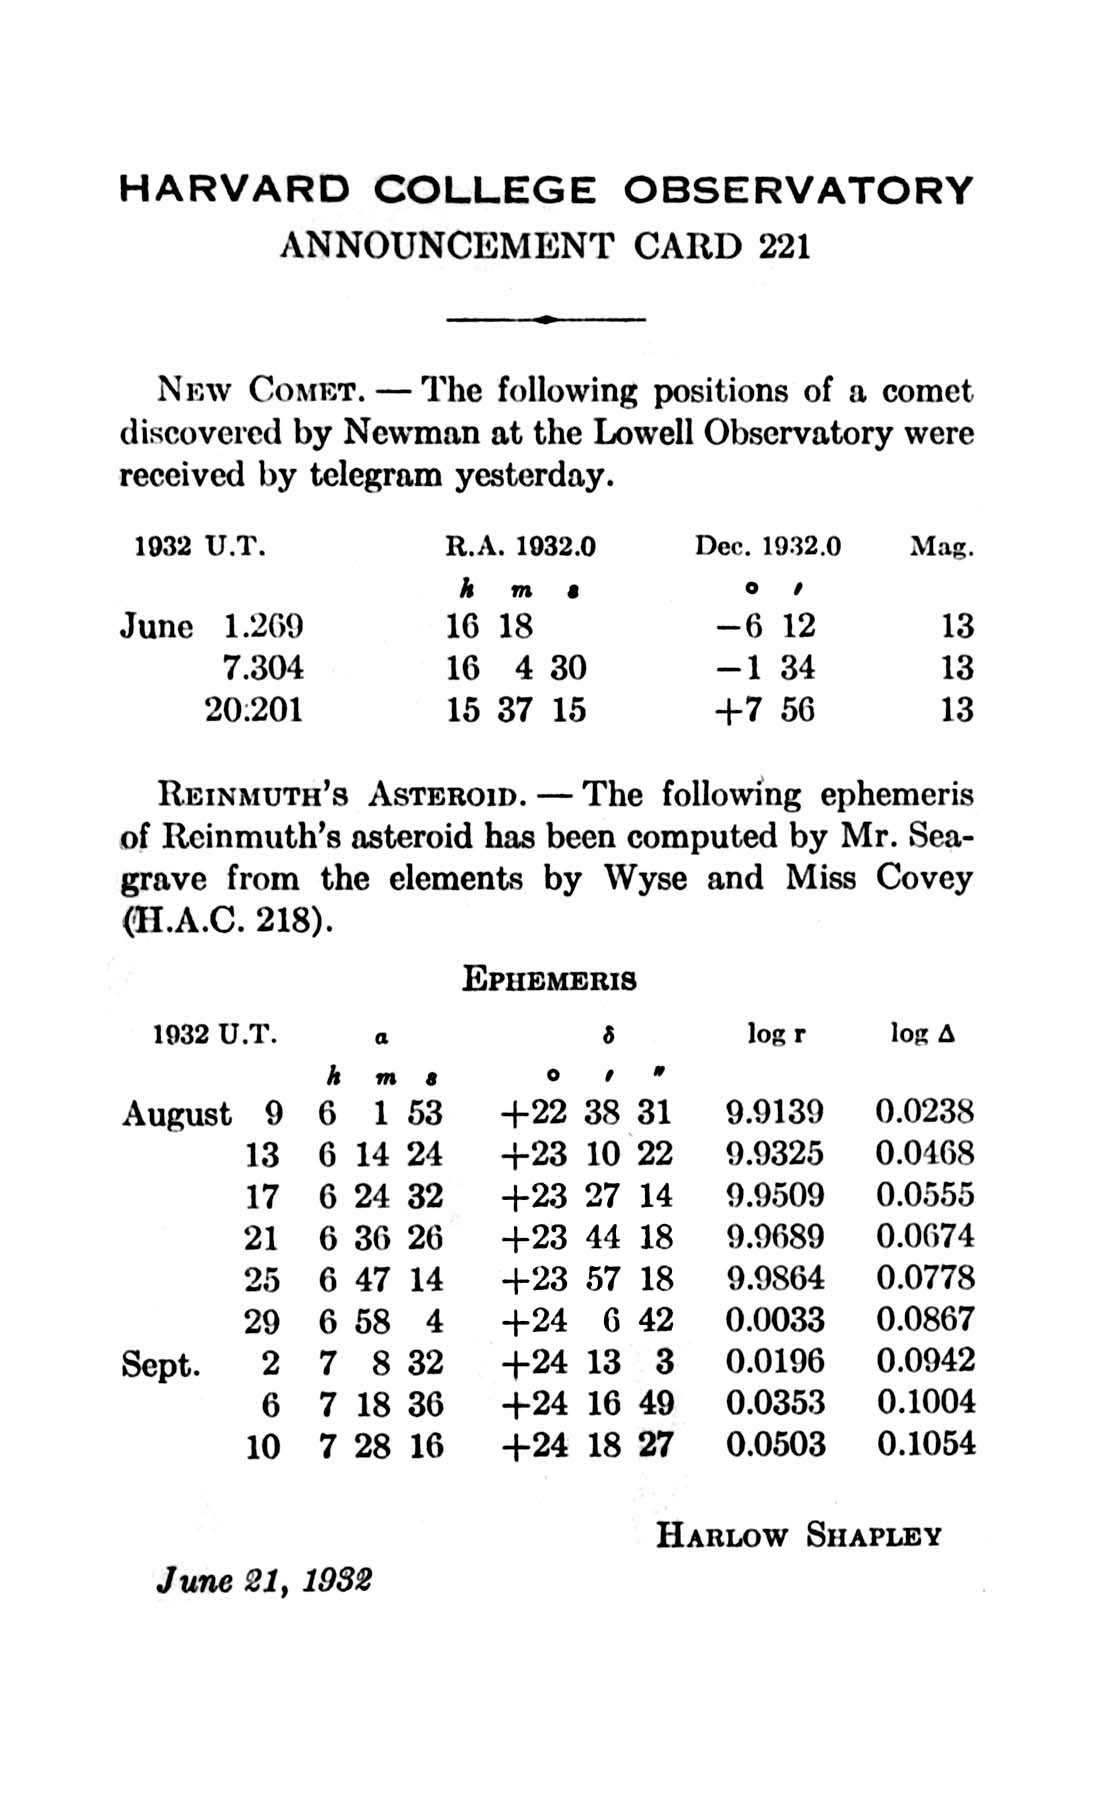 HARVARD COLLEGE OBSERVATORY
ANNOUNCEMENT CARD 221
NEW COMET. — The following positions of a comet
discovered by Newman at the Lowell Observatory were
received by telegram yesterday.
1932 U.T. R.A. 1932.0 Dec. 1932.0 Mag.
h m s ° ′
June 1.269 16 18 −6 12 13
7.304 16 4 30 −1 34 13
20.201 15 37 15 +7 56 13
REINMUTH'S ASTEROID. — The following ephemeris
of Reinmuth's asteroid has been computed by Mr. Sea-
grave from the elements by Wyse and Miss Covey
(H.A.C. 218).
EPHEMERIS
1932 U.T. α δ log r log Δ
h m s ° ′ ″
August 9 6 1 53 +22 38 31 9.9139 0.0238
13 6 14 24 +23 10 22 9.9325 0.0468
17 6 24 32 +23 27 14 9.9509 0.0555
21 6 36 26 +23 44 18 9.9689 0.0674
25 6 47 14 +23 57 18 9.9864 0.0778
29 6 58 4 +24 6 42 0.0033 0.0867
Sept. 2 7 8 32 +24 13 3 0.0196 0.0942
6 7 18 36 +24 16 49 0.0353 0.1004
10 7 28 16 +24 18 27 0.0503 0.1054
HARLOW SHAPLEY
June 21, 1932